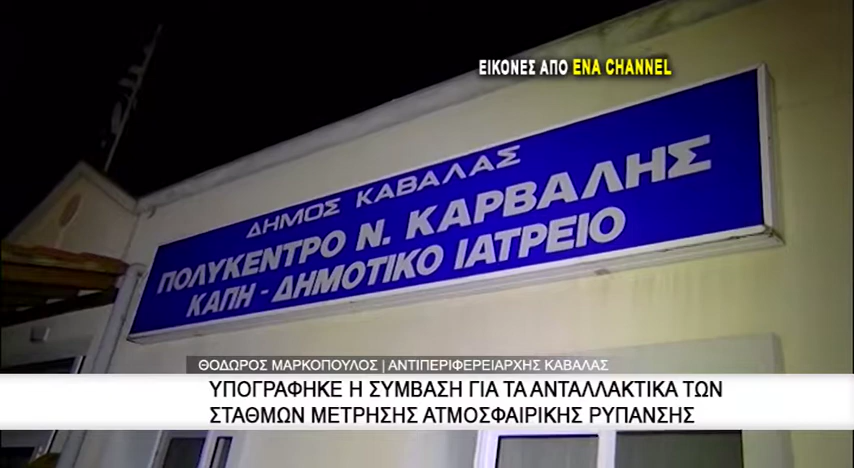 ΕΙΚΟΝΕΣ ΑΠΟ ΕΝΑ CHANNEL
ΔΗΜΟΣ ΚΑΒΑΛΑΣ
ΠΟΛΥΚΕΝΤΡΟ Ν. ΚΑΡΒΑΛΗΣ
ΚΑΠΗ - ΔΗΜΟΤΙΚΟ ΙΑΤΡΕΙΟ
ΘΟΔΩΡΟΣ ΜΑΡΚΟΠΟΥΛΟΣ | ΑΝΤΙΠΕΡΙΦΕΡΕΙΑΡΧΗΣ ΚΑΒΑΛΑΣ
ΥΠΟΓΡΑΦΗΚΕ Η ΣΥΜΒΑΣΗ ΓΙΑ ΤΑ ΑΝΤΑΛΛΑΚΤΙΚΑ ΤΩΝ
ΣΤΑΘΜΩΝ ΜΕΤΡΗΣΗΣ ΑΤΜΟΣΦΑΙΡΙΚΗΣ ΡΥΠΑΝΣΗΣ